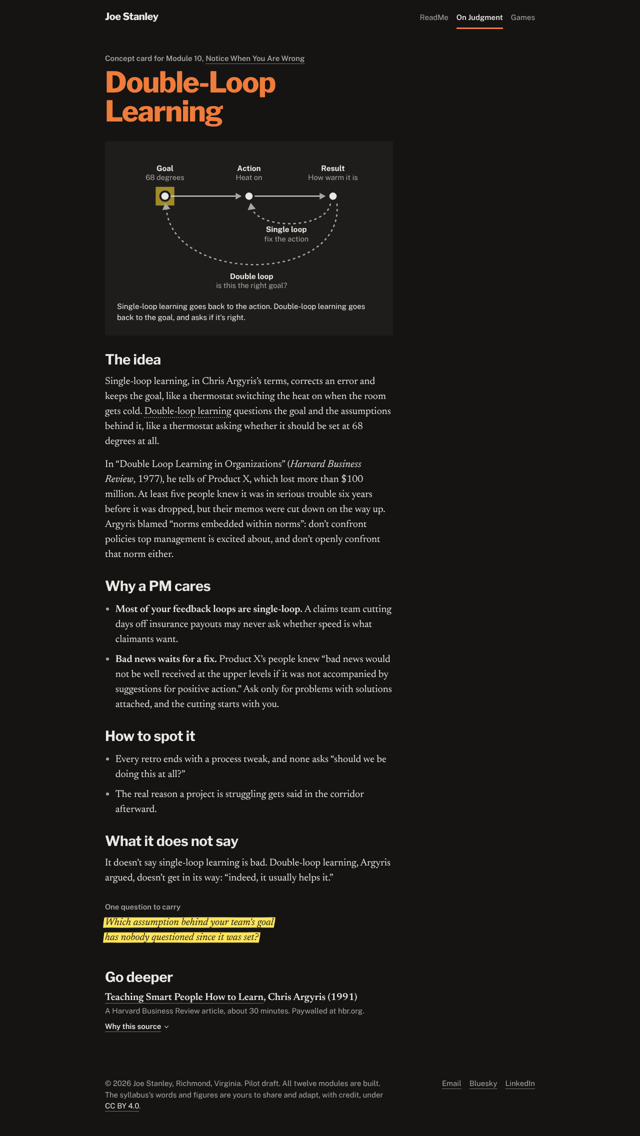 Joe Stanley
ReadMe On Judgment Games
Concept card for Module 10, Notice When You Are Wrong
Double-Loop
Learning
Goal Action Result
68 degrees Heat on How warm it is
Single loop
fix the action
Double loop
is this the right goal?
Single-loop learning goes back to the action. Double-loop learning goes
back to the goal, and asks if it's right.
The idea
Single-loop learning, in Chris Argyris's terms, corrects an error and
keeps the goal, like a thermostat switching the heat on when the room
gets cold. Double-loop learning questions the goal and the assumptions
behind it, like a thermostat asking whether it should be set at 68
degrees at all.
In “Double Loop Learning in Organizations” (Harvard Business
Review, 1977), he tells of Product X, which lost more than $100
million. At least five people knew it was in serious trouble six years
before it was dropped, but their memos were cut down on the way up.
Argyris blamed “norms embedded within norms”: don't confront
policies top management is excited about, and don't openly confront
that norm either.
Why a PM cares
• Most of your feedback loops are single-loop. A claims team cutting
days off insurance payouts may never ask whether speed is what
claimants want.
• Bad news waits for a fix. Product X's people knew “bad news would
not be well received at the upper levels if it was not accompanied by
suggestions for positive action.” Ask only for problems with solutions
attached, and the cutting starts with you.
How to spot it
• Every retro ends with a process tweak, and none asks “should we be
doing this at all?”
• The real reason a project is struggling gets said in the corridor
afterward.
What it does not say
It doesn't say single-loop learning is bad. Double-loop learning, Argyris
argued, doesn't get in its way: “indeed, it usually helps it.”
One question to carry
Which assumption behind your team's goal
has nobody questioned since it was set?
Go deeper
Teaching Smart People How to Learn, Chris Argyris (1991)
A Harvard Business Review article, about 30 minutes. Paywalled at hbr.org.
Why this source
© 2026 Joe Stanley, Richmond, Virginia. Pilot draft. All twelve modules are built.
The syllabus's words and figures are yours to share and adapt, with credit, under
CC BY 4.0.
Email Bluesky LinkedIn